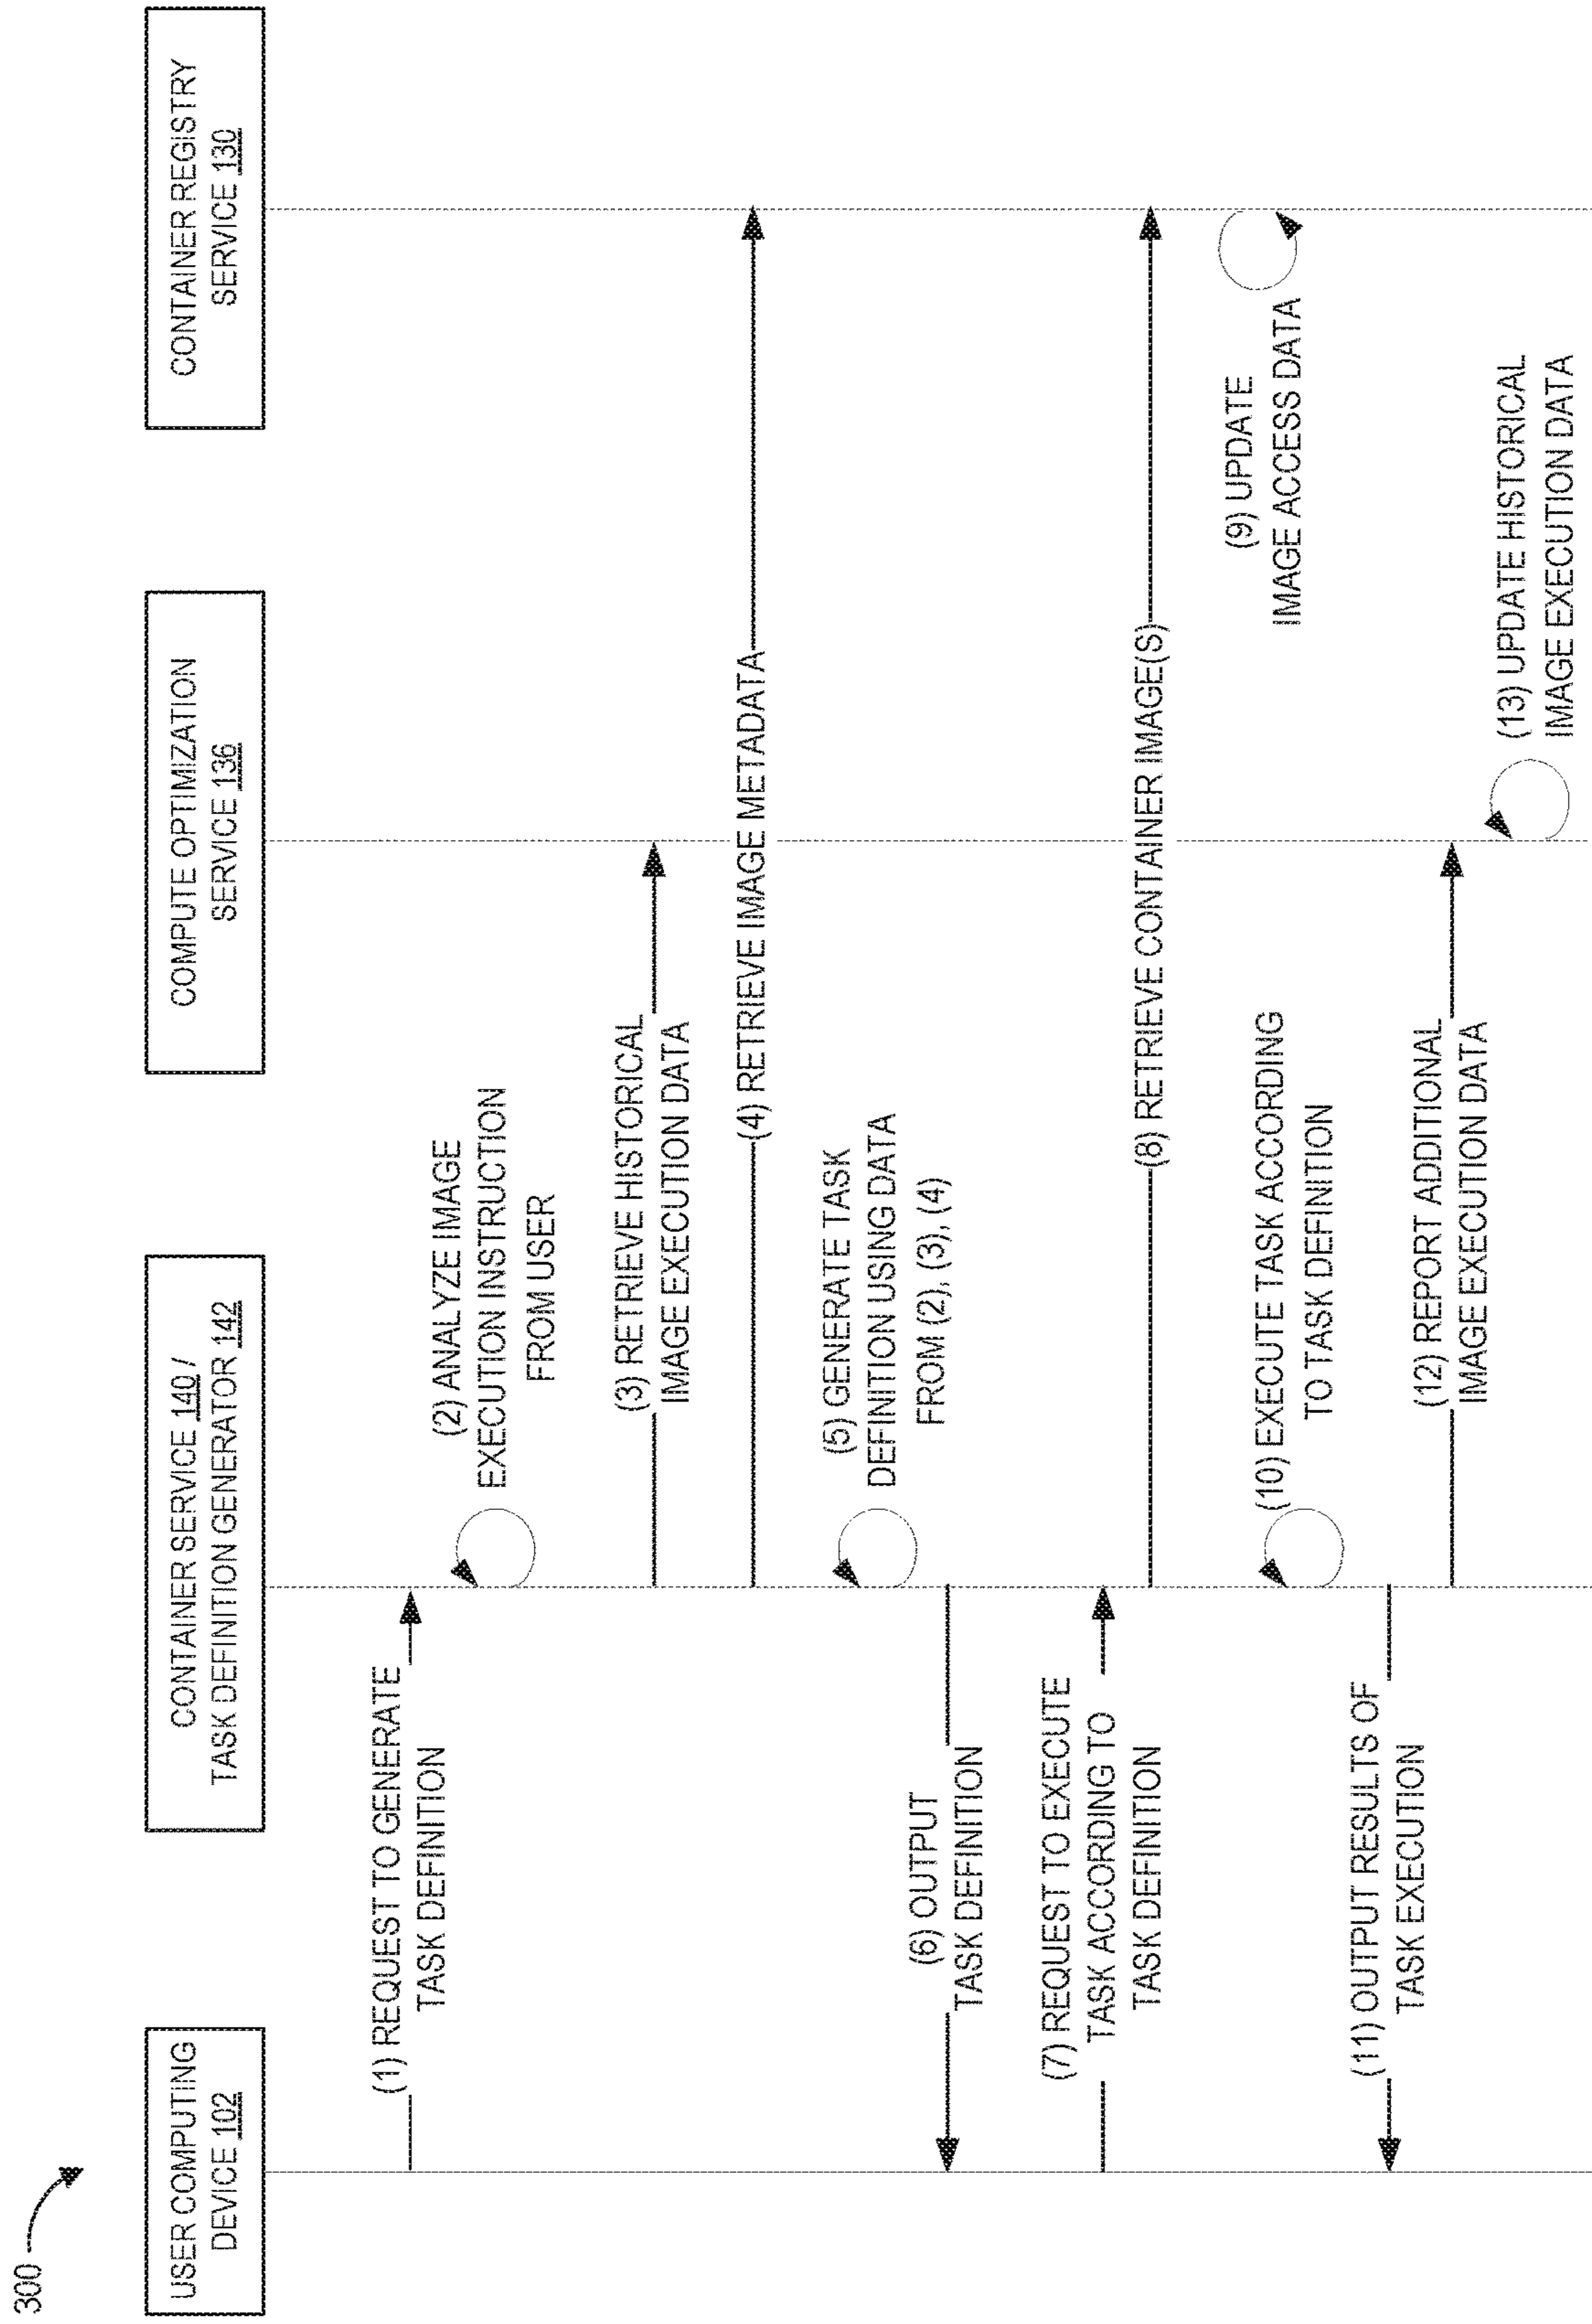 300
USER COMPUTING
DEVICE 102
CONTAINER SERVICE 140 /
TASK DEFINITION GENERATOR 142
COMPUTE OPTIMIZATION
SERVICE 136
CONTAINER REGISTRY
SERVICE 130
(1) REQUEST TO GENERATE
TASK DEFINITION
(2) ANALYZE IMAGE
EXECUTION INSTRUCTION
FROM USER
(3) RETRIEVE HISTORICAL
IMAGE EXECUTION DATA
(4) RETRIEVE IMAGE METADATA
(5) GENERATE TASK
DEFINITION USING DATA
FROM (2), (3), (4)
(6) OUTPUT
TASK DEFINITION
(7) REQUEST TO EXECUTE
TASK ACCORDING TO
TASK DEFINITION
(8) RETRIEVE CONTAINER IMAGE(S)
(9) UPDATE
IMAGE ACCESS DATA
(10) EXECUTE TASK ACCORDING
TO TASK DEFINITION
(11) OUTPUT RESULTS OF
TASK EXECUTION
(12) REPORT ADDITIONAL
IMAGE EXECUTION DATA
(13) UPDATE HISTORICAL
IMAGE EXECUTION DATA